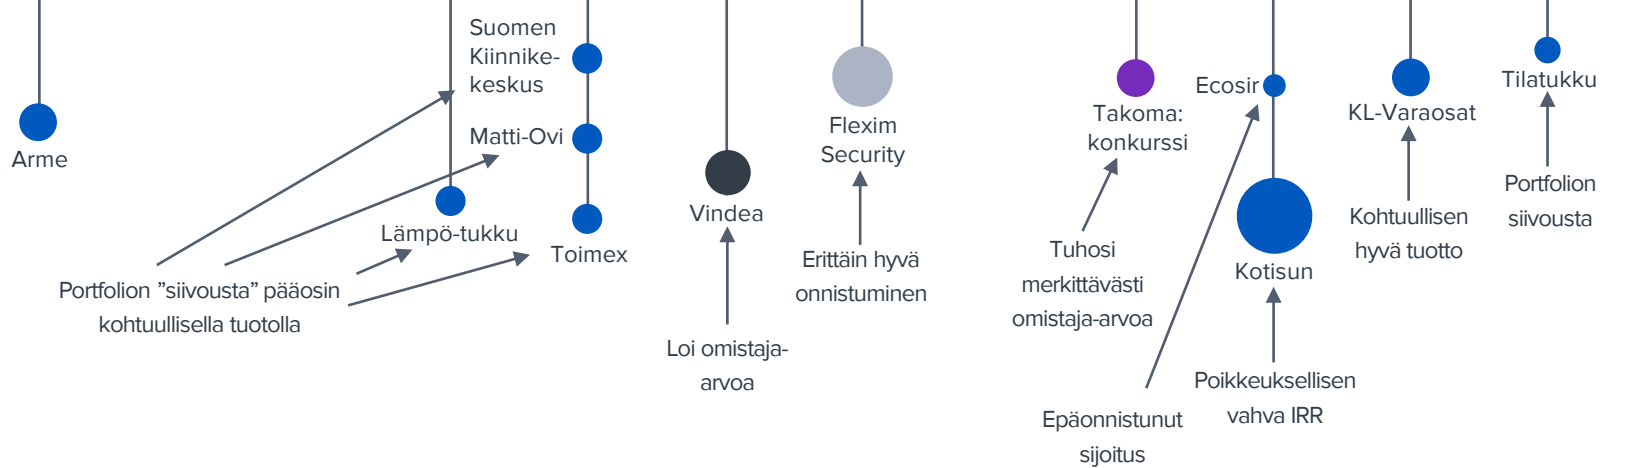 Arme
Suomen
Kiinnike-
keskus
Matti-Ovi
Lämpö-tukku
Toimex
Portfolion ”siivousta” pääosin
kohtuullisella tuotolla
Vindea
Loi omistaja-
arvoa
Flexim
Security
Erittäin hyvä
onnistuminen
Takoma:
konkurssi
Tuhosi
merkittävästi
omistaja-arvoa
Ecosir
Epäonnistunut
sijoitus
Kotisun
Poikkeuksellisen
vahva IRR
KL-Varaosat
Kohtuullisen
hyvä tuotto
Tilatukku
Portfolion
siivousta